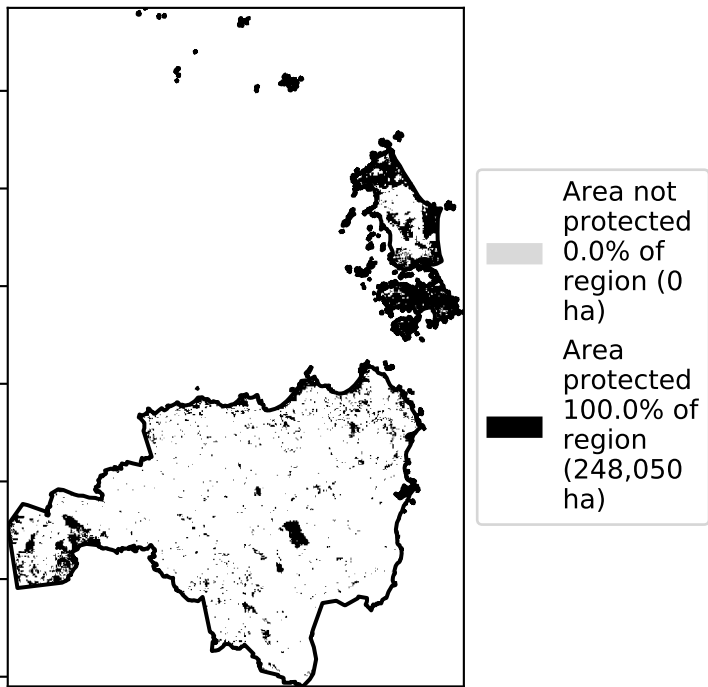 Area not
protected
0.0% of
region (0
ha)
Area
protected
100.0% of
region
(248,050
ha)